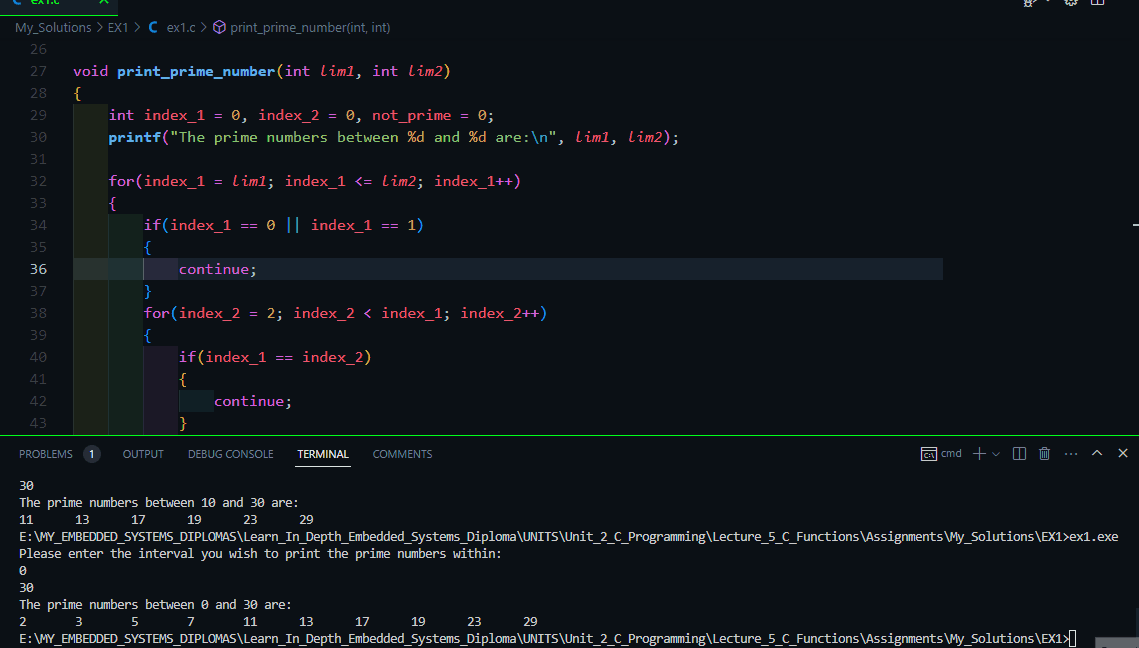 ex1.c
My_Solutions > EX1 > C ex1.c > print_prime_number(int, int)
26
27 void print_prime_number(int lim1, int lim2)
28 {
29 int index_1 = 0, index_2 = 0, not_prime = 0;
30 printf("The prime numbers between %d and %d are:\n", lim1, lim2);
31
32 for(index_1 = lim1; index_1 <= lim2; index_1++)
33 {
34 if(index_1 == 0 || index_1 == 1)
35 {
36 continue;
37 }
38 for(index_2 = 2; index_2 < index_1; index_2++)
39 {
40 if(index_1 == index_2)
41 {
42 continue;
43 }
PROBLEMS 1 OUTPUT DEBUG CONSOLE TERMINAL COMMENTS cmd
30
The prime numbers between 10 and 30 are:
11 13 17 19 23 29
E:\MY_EMBEDDED_SYSTEMS_DIPLOMAS\Learn_In_Depth_Embedded_Systems_Diploma\UNITS\Unit_2_C_Programming\Lecture_5_C_Functions\Assignments\My_Solutions\EX1>ex1.exe
Please enter the interval you wish to print the prime numbers within:
0
30
The prime numbers between 0 and 30 are:
2 3 5 7 11 13 17 19 23 29
E:\MY_EMBEDDED_SYSTEMS_DIPLOMAS\Learn_In_Depth_Embedded_Systems_Diploma\UNITS\Unit_2_C_Programming\Lecture_5_C_Functions\Assignments\My_Solutions\EX1>